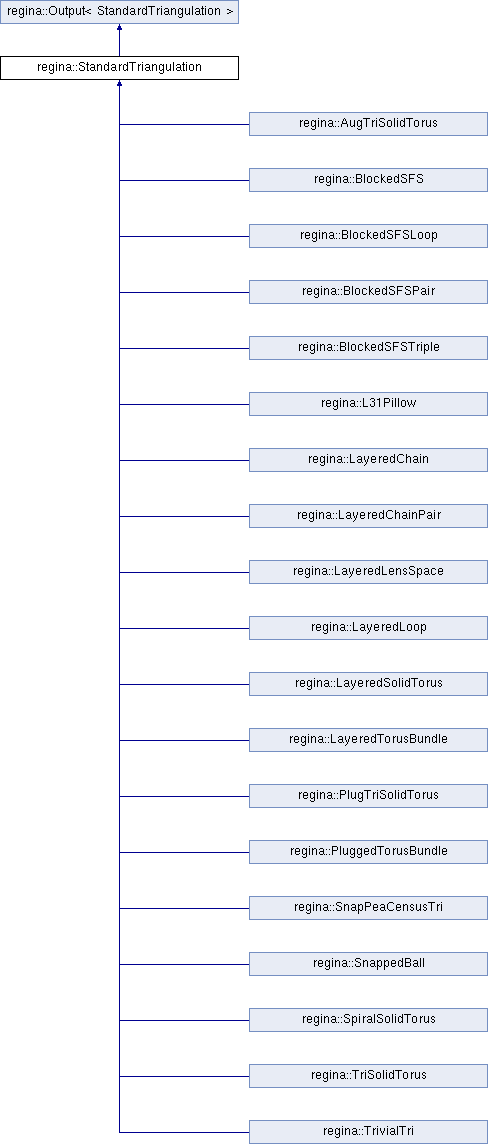 regina::Output< StandardTriangulation >
regina::StandardTriangulation
regina::AugTriSolidTorus
regina::BlockedSFS
regina::BlockedSFSLoop
regina::BlockedSFSPair
regina::BlockedSFSTriple
regina::L31Pillow
regina::LayeredChain
regina::LayeredChainPair
regina::LayeredLensSpace
regina::LayeredLoop
regina::LayeredSolidTorus
regina::LayeredTorusBundle
regina::PlugTriSolidTorus
regina::PluggedTorusBundle
regina::SnapPeaCensusTri
regina::SnappedBall
regina::SpiralSolidTorus
regina::TriSolidTorus
regina::TrivialTri